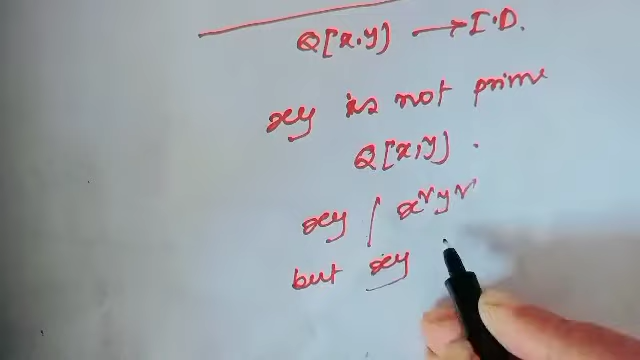 Q[x,y] → I.D.
xy is not prime
Q[x,y].
xy / x²y²
but xy